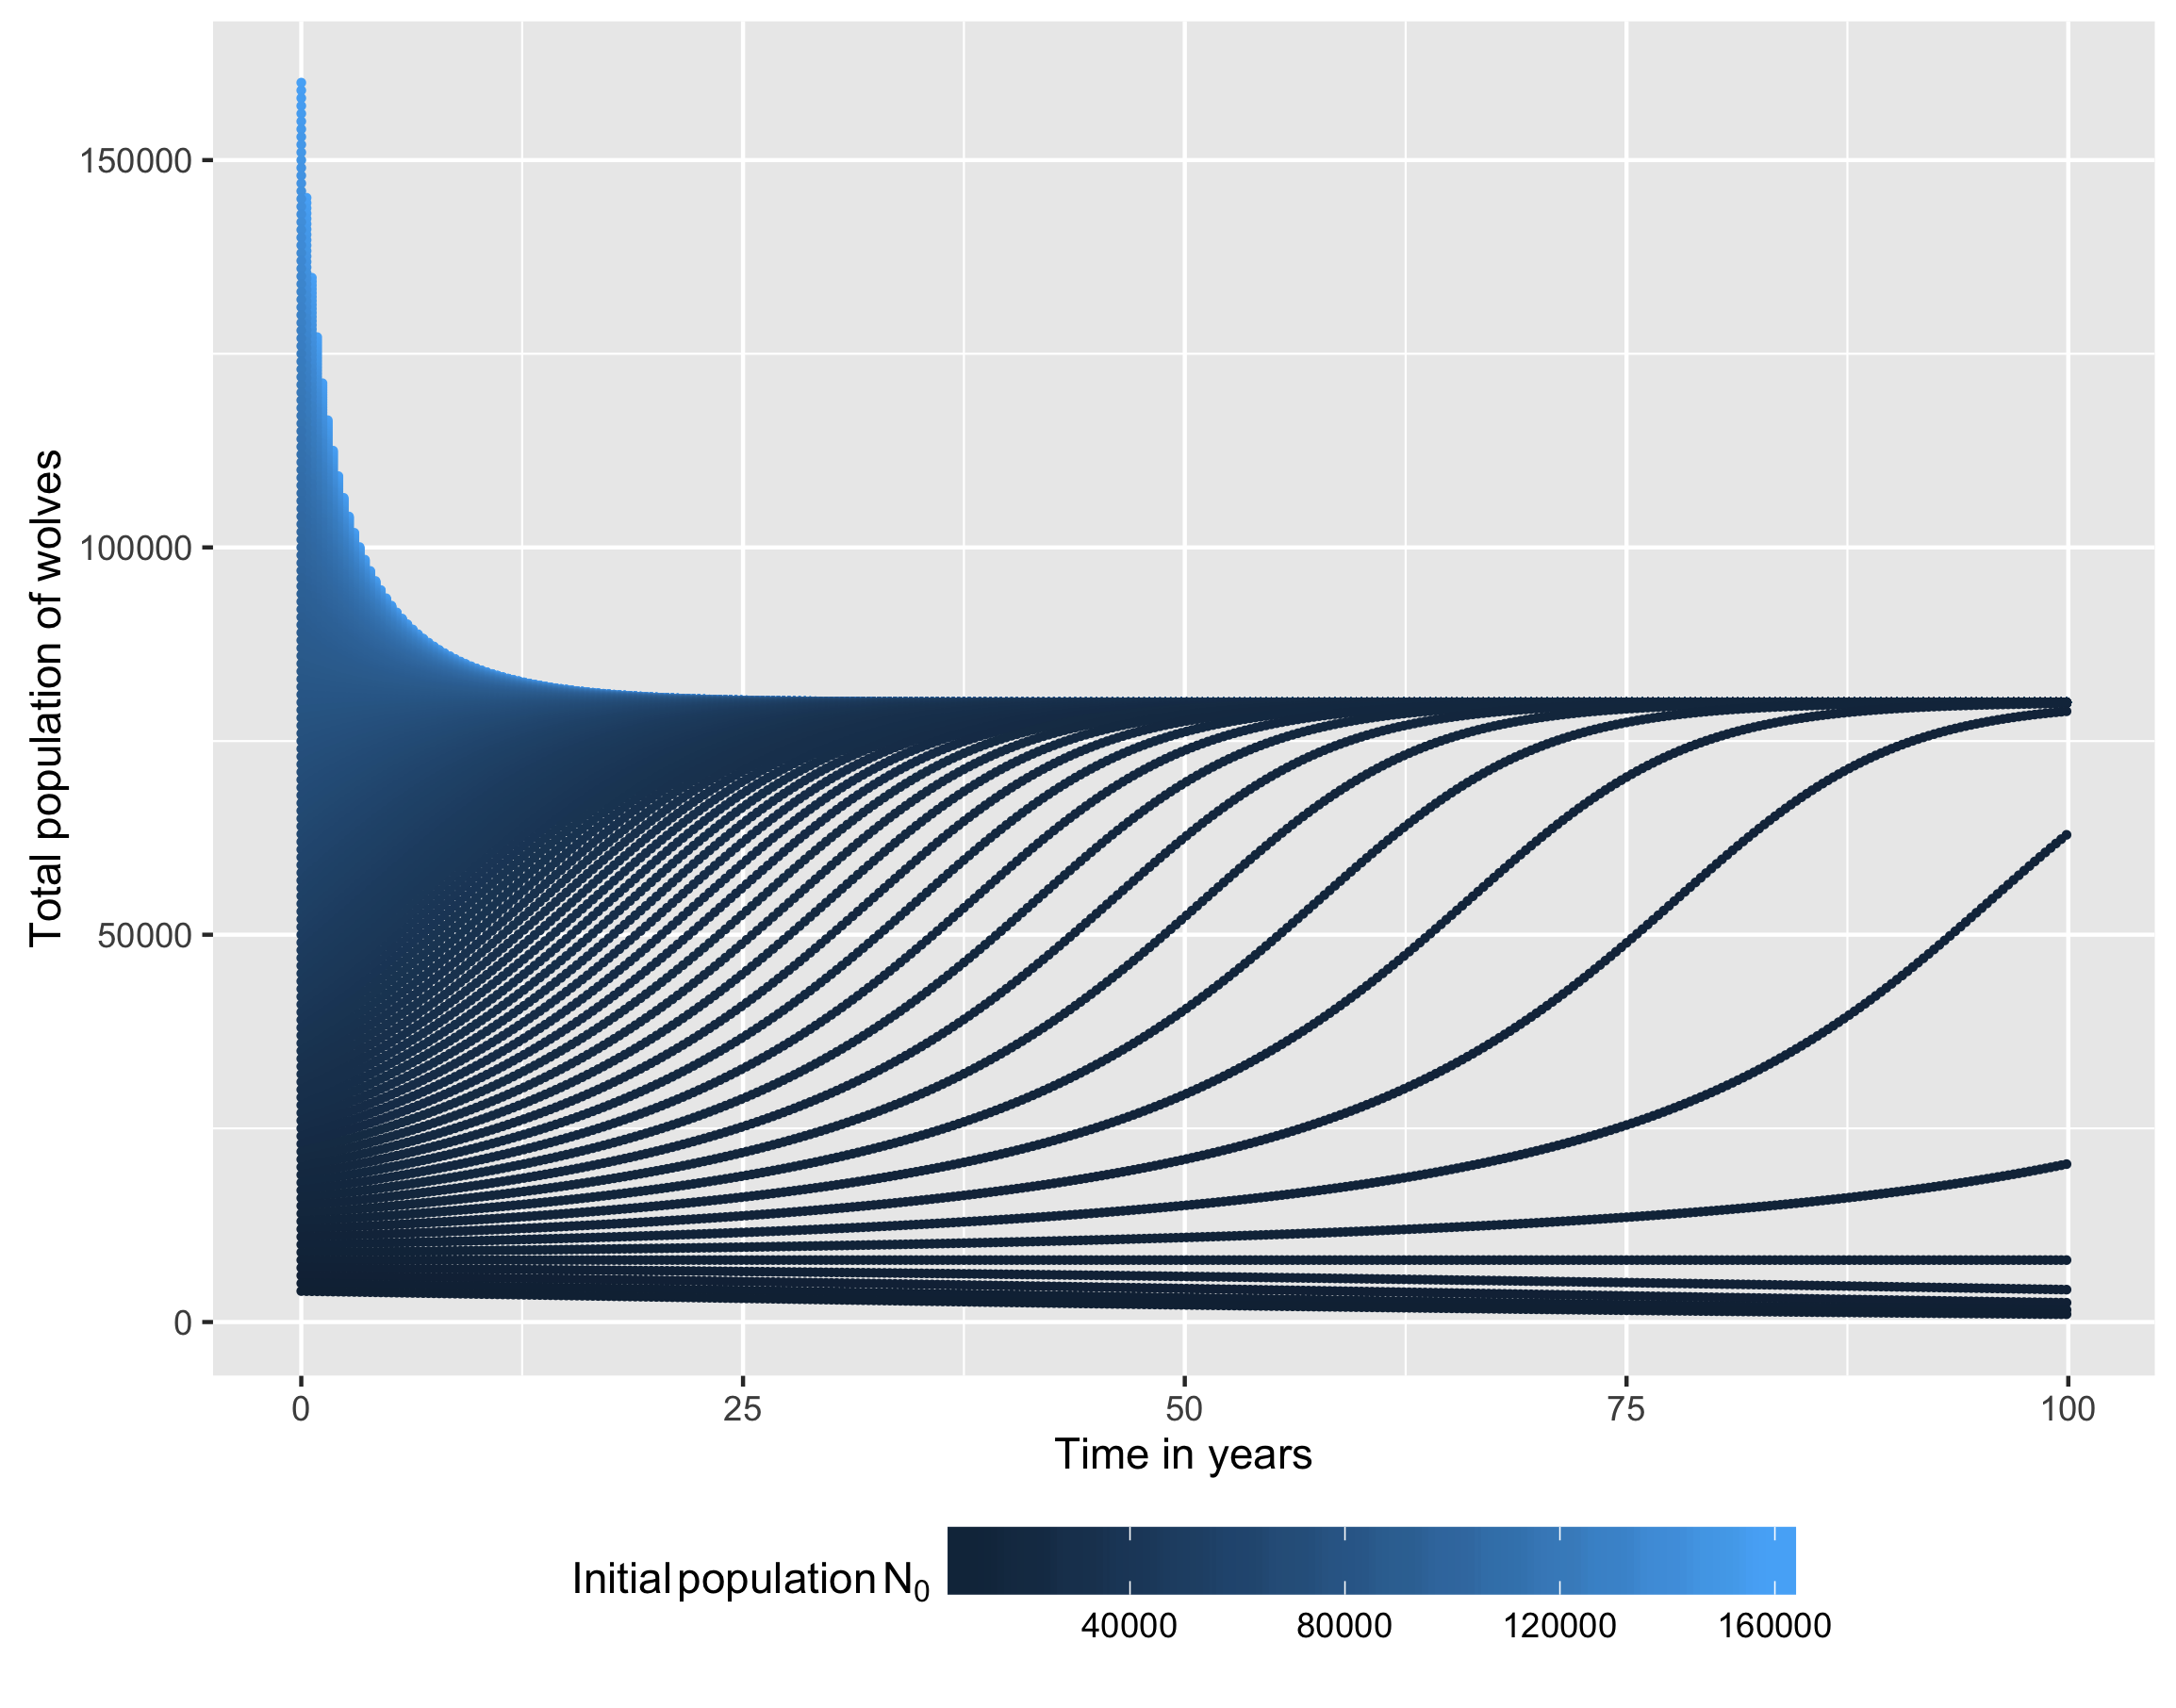 Total population of wolves
150000
100000
50000
0
0 25 50 75 100
Time in years
Initial population N₀
40000 80000 120000 160000